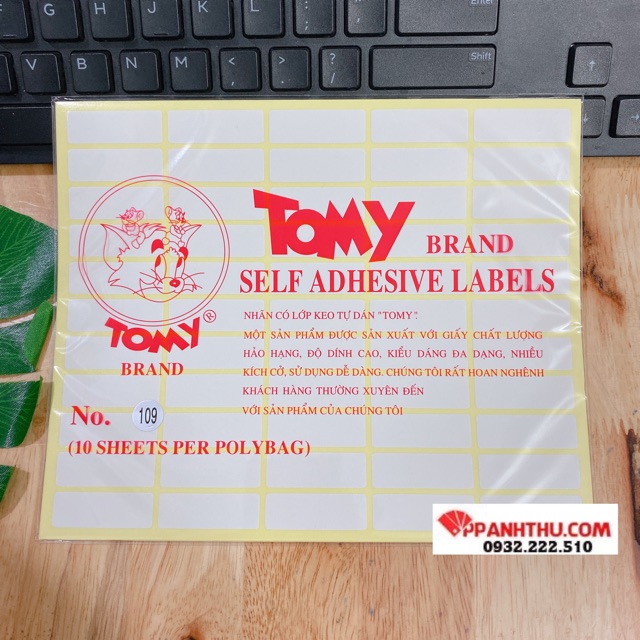 Enter
Shift
F G H J K L
V B N M < >
TOMY BRAND
SELF ADHESIVE LABELS
TOMY ®
BRAND
NHÃN CÓ LỚP KEO TỰ DÁN "TOMY".
MỘT SẢN PHẨM ĐƯỢC SẢN XUẤT VỚI GIẤY CHẤT LƯỢNG
HẢO HẠNG, ĐỘ DÍNH CAO, KIỂU DÁNG ĐA DẠNG, NHIỀU
KÍCH CỞ, SỬ DỤNG DỄ DÀNG. CHÚNG TÔI RẤT HOAN NGHÊNH
KHÁCH HÀNG THƯỜNG XUYÊN ĐẾN
VỚI SẢN PHẨM CỦA CHÚNG TÔI
No. 109
(10 SHEETS PER POLYBAG)
VPPANHTHU.COM
0932.222.510